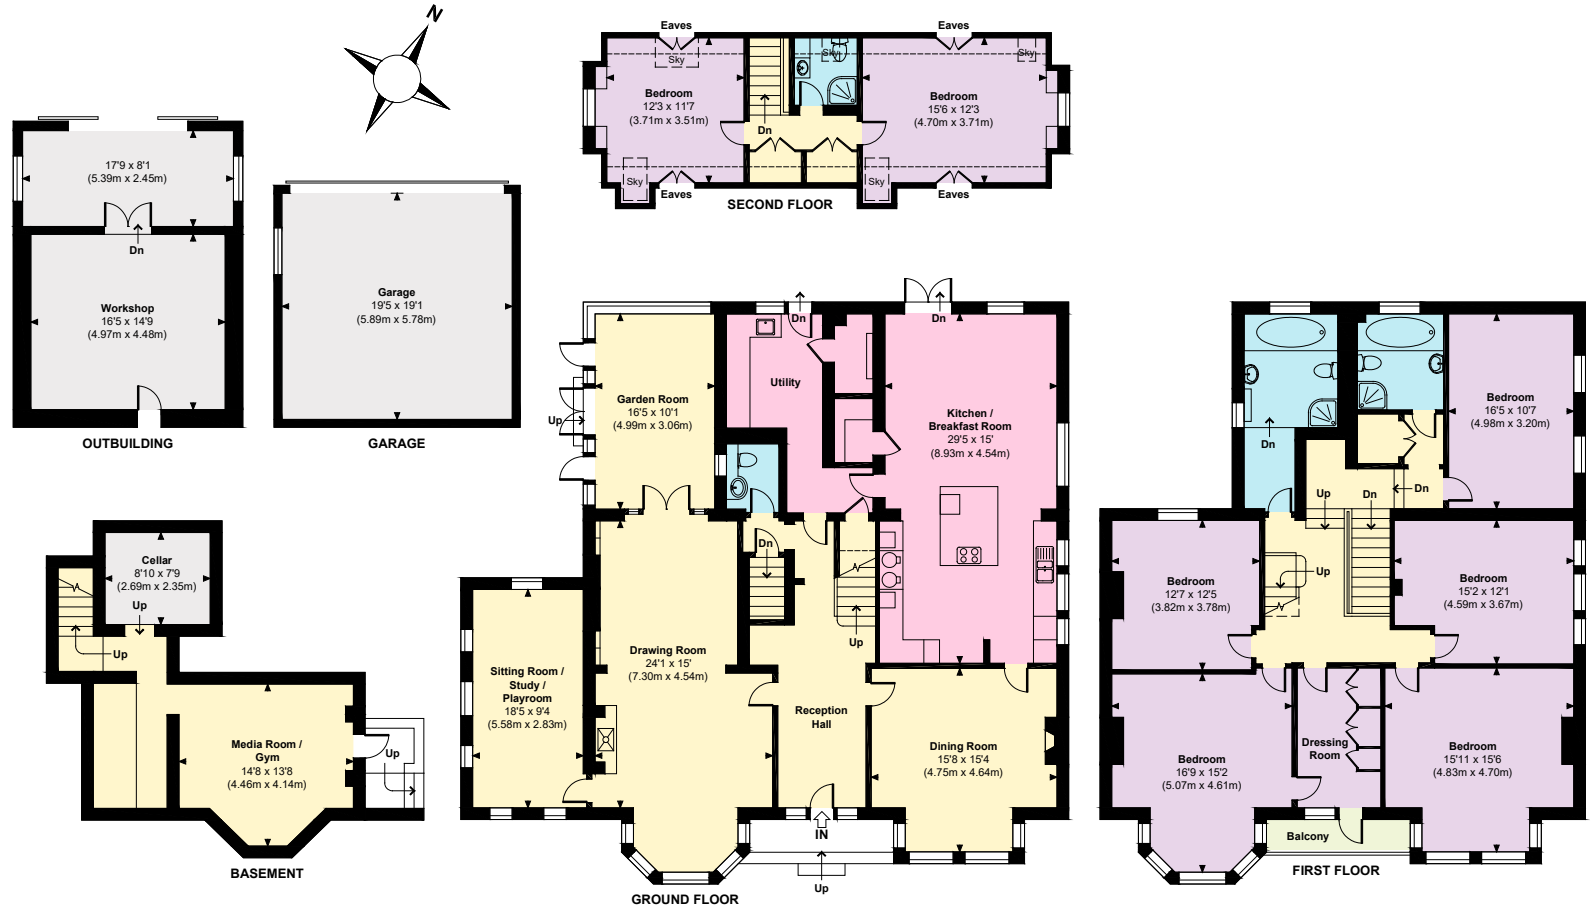 N
17'9 x 8'1
(5.39m x 2.45m)
Dn
Workshop
16'5 x 14'9
(4.97m x 4.48m)
OUTBUILDING
Garage
19'5 x 19'1
(5.89m x 5.78m)
GARAGE
Eaves
Eaves
Sky
Sky
Sky
Bedroom
12'3 x 11'7
(3.71m x 3.51m)
Dn
Bedroom
15'6 x 12'3
(4.70m x 3.71m)
Sky
Sky
Eaves
Eaves
SECOND FLOOR
Cellar
8'10 x 7'9
(2.69m x 2.35m)
Up
Up
Media Room /
Gym
14'8 x 13'8
(4.46m x 4.14m)
Up
BASEMENT
Dn
Dn
Utility
Garden Room
16'5 x 10'1
(4.99m x 3.06m)
Up
Kitchen /
Breakfast Room
29'5 x 15'
(8.93m x 4.54m)
Dn
Up
Drawing Room
24'1 x 15'
(7.30m x 4.54m)
Sitting Room /
Study /
Playroom
18'5 x 9'4
(5.58m x 2.83m)
Reception
Hall
Dining Room
15'8 x 15'4
(4.75m x 4.64m)
IN
Up
GROUND FLOOR
Bedroom
16'5 x 10'7
(4.98m x 3.20m)
Dn
Up
Dn
Dn
Up
Bedroom
12'7 x 12'5
(3.82m x 3.78m)
Bedroom
15'2 x 12'1
(4.59m x 3.67m)
Dressing
Room
Bedroom
16'9 x 15'2
(5.07m x 4.61m)
Bedroom
15'11 x 15'6
(4.83m x 4.70m)
Balcony
FIRST FLOOR